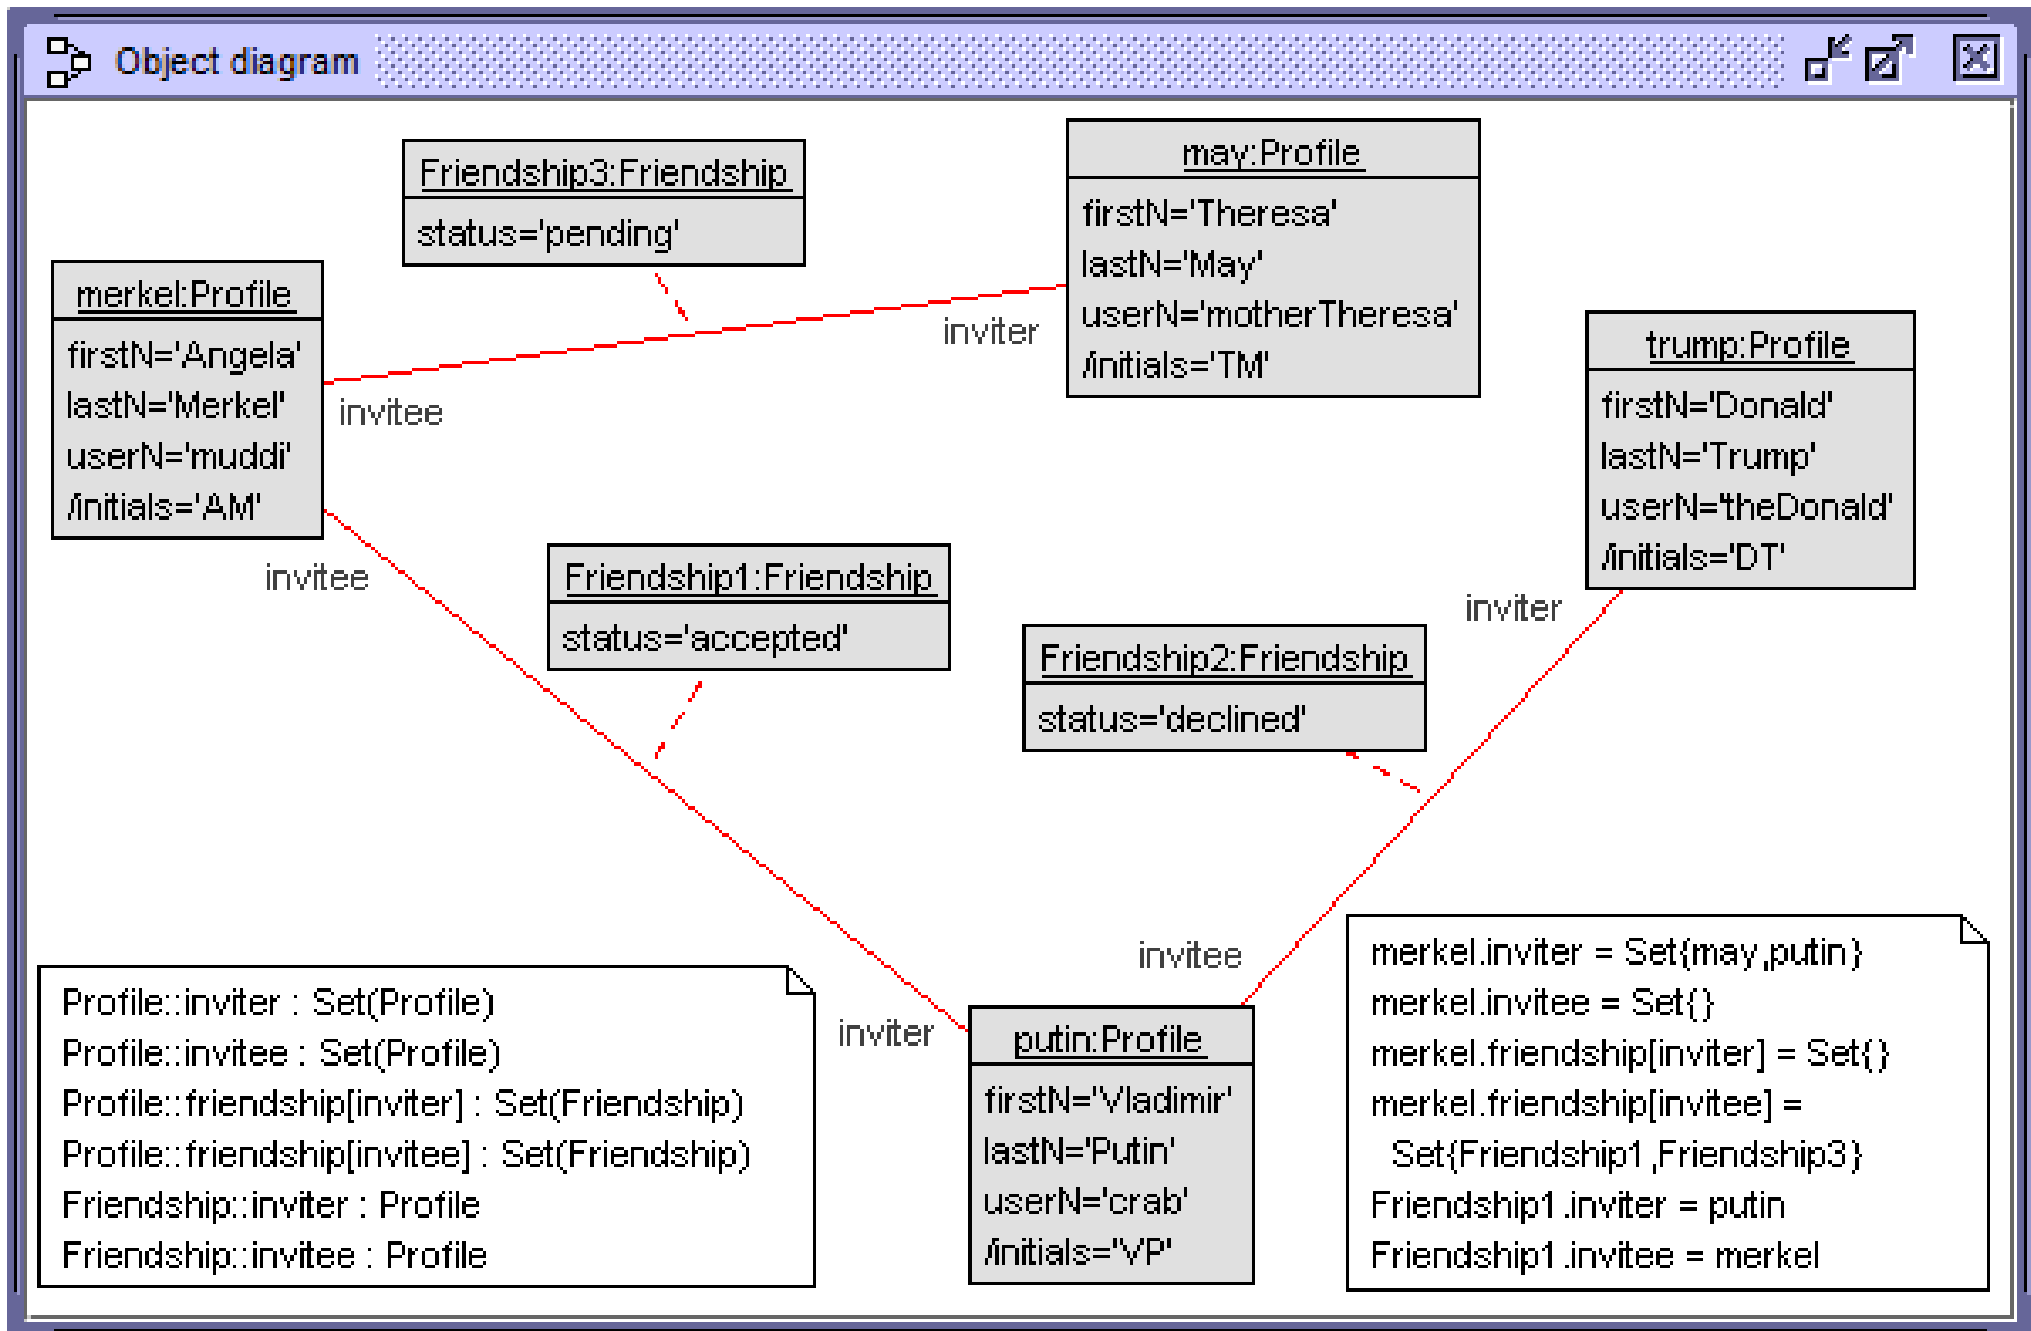 Object diagram
Friendship3:Friendship
status='pending'
may:Profile
firstN='Theresa'
lastN='May'
userN='motherTheresa'
/initials='TM'
merkel:Profile
firstN='Angela'
lastN='Merkel'
userN='muddi'
/initials='AM'
inviter
invitee
trump:Profile
firstN='Donald'
lastN='Trump'
userN='theDonald'
/initials='DT'
invitee
inviter
Friendship1:Friendship
status='accepted'
Friendship2:Friendship
status='declined'
invitee
inviter
putin:Profile
firstN='Vladimir'
lastN='Putin'
userN='crab'
/initials='VP'
Profile::inviter : Set(Profile)
Profile::invitee : Set(Profile)
Profile::friendship[inviter] : Set(Friendship)
Profile::friendship[invitee] : Set(Friendship)
Friendship::inviter : Profile
Friendship::invitee : Profile
merkel.inviter = Set{may,putin}
merkel.invitee = Set{}
merkel.friendship[inviter] = Set{}
merkel.friendship[invitee] =
Set{Friendship1,Friendship3}
Friendship1.inviter = putin
Friendship1.invitee = merkel